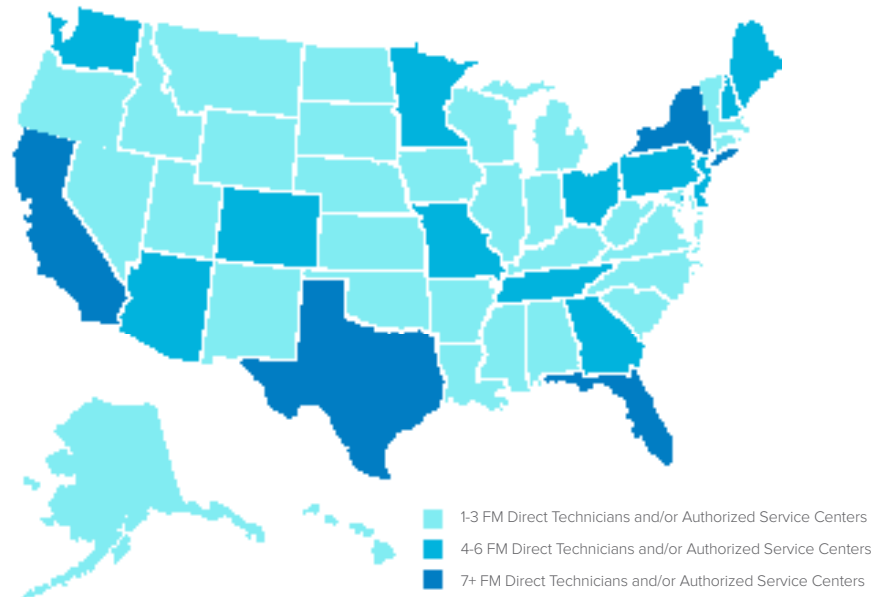 1-3 FM Direct Technicians and/or Authorized Service Centers
4-6 FM Direct Technicians and/or Authorized Service Centers
7+ FM Direct Technicians and/or Authorized Service Centers